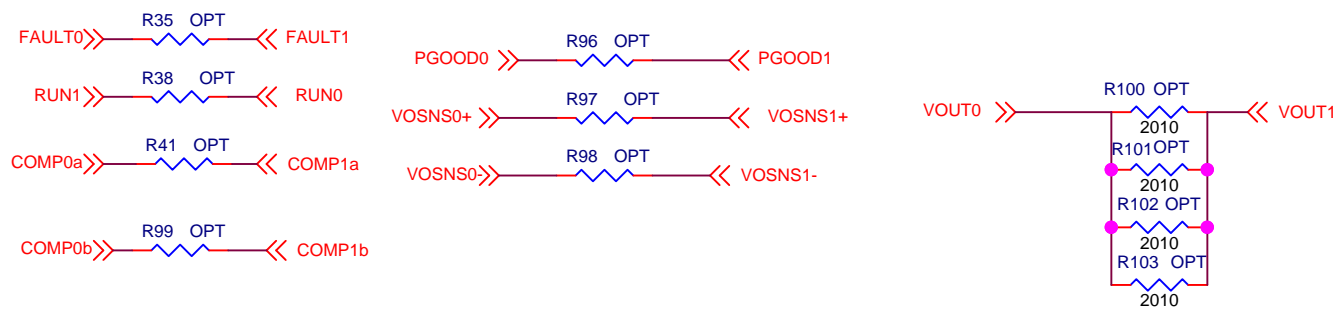 R35 OPT
FAULT0 FAULT1
R38 OPT
RUN1 RUN0
R41 OPT
COMP0a COMP1a
R99 OPT
COMP0b COMP1b
R96 OPT
PGOOD0 PGOOD1
R97 OPT
VOSNS0+ VOSNS1+
R98 OPT
VOSNS0- VOSNS1-
R100 OPT
VOUT0 VOUT1
2010
R101 OPT
2010
R102 OPT
2010
R103 OPT
2010